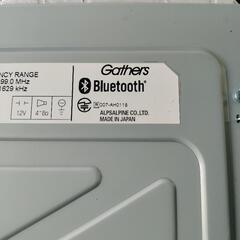 Gathers
NCY RANGE
99.0 MHz
1629 kHz
Bluetooth®
12V
4~8Ω
007-AH0118
ALPSALPINE CO.,LTD.
MADE IN JAPAN